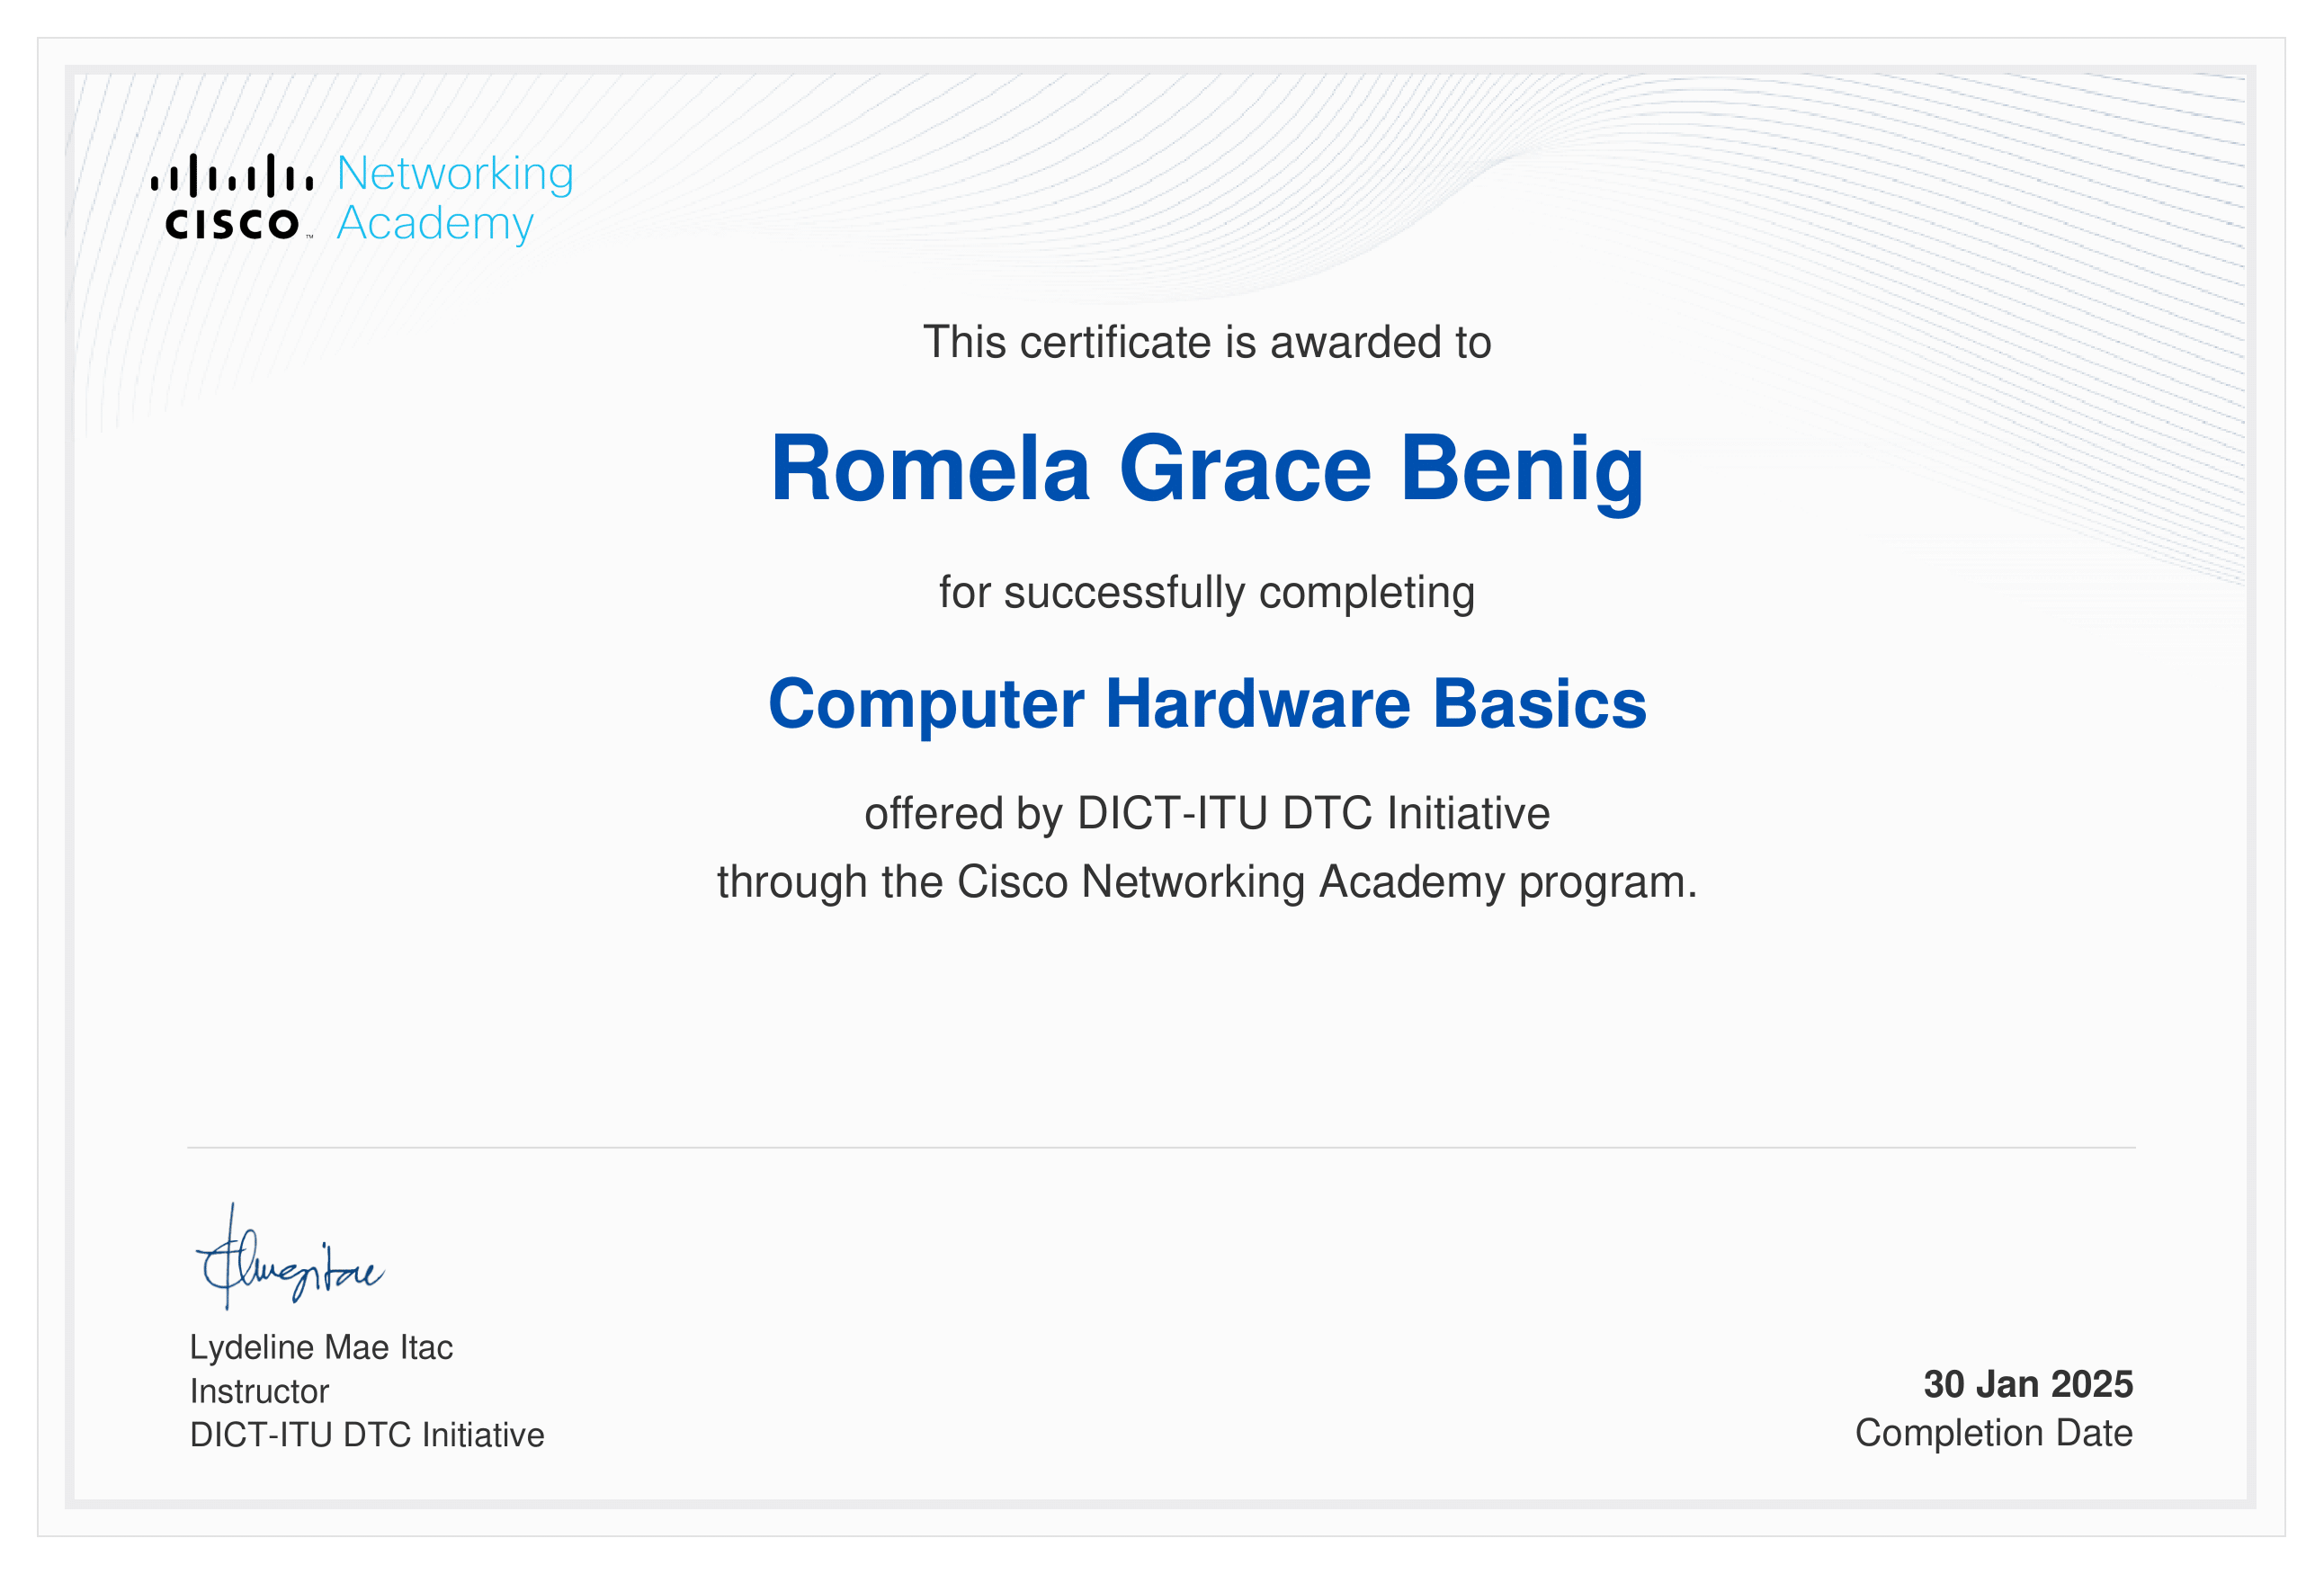 CISCO
Networking
Academy
This certificate is awarded to
Romela Grace Benig
for successfully completing
Computer Hardware Basics
offered by DICT-ITU DTC Initiative
through the Cisco Networking Academy program.
Lydeline Mae Itac
Instructor
DICT-ITU DTC Initiative
30 Jan 2025
Completion Date